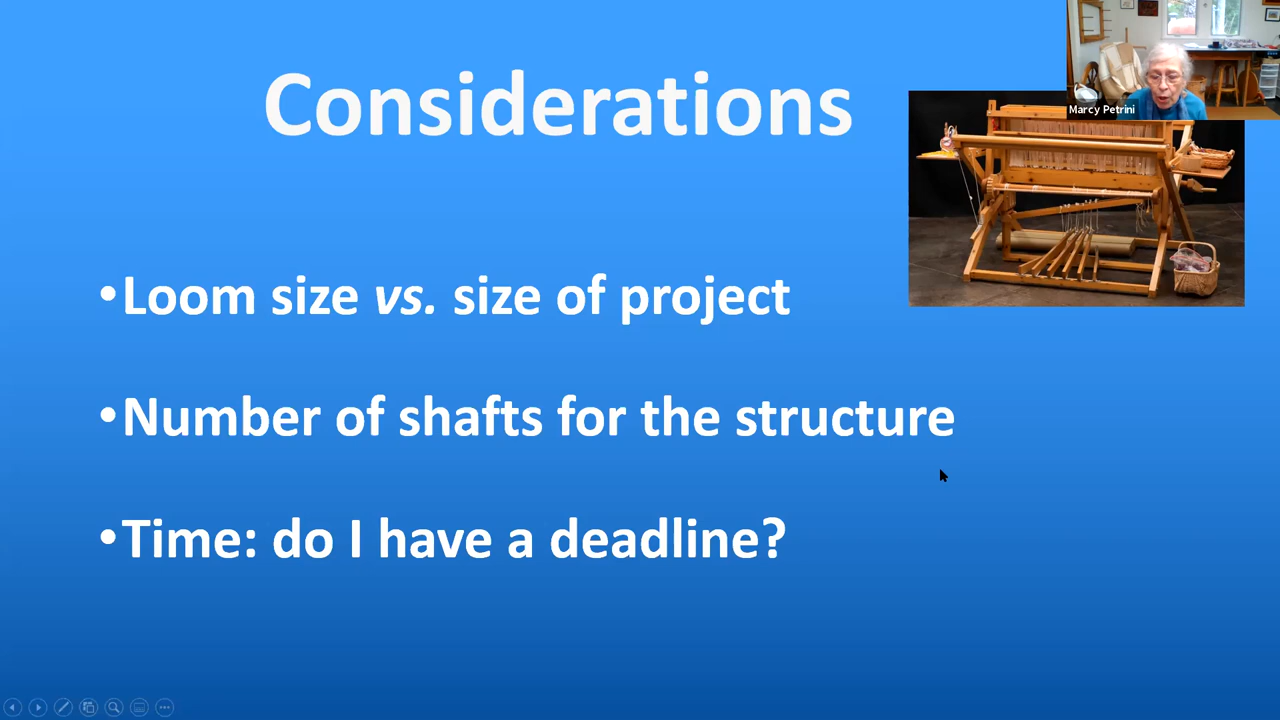 Considerations
Marcy Petrini
•Loom size vs. size of project
•Number of shafts for the structure
•Time: do I have a deadline?